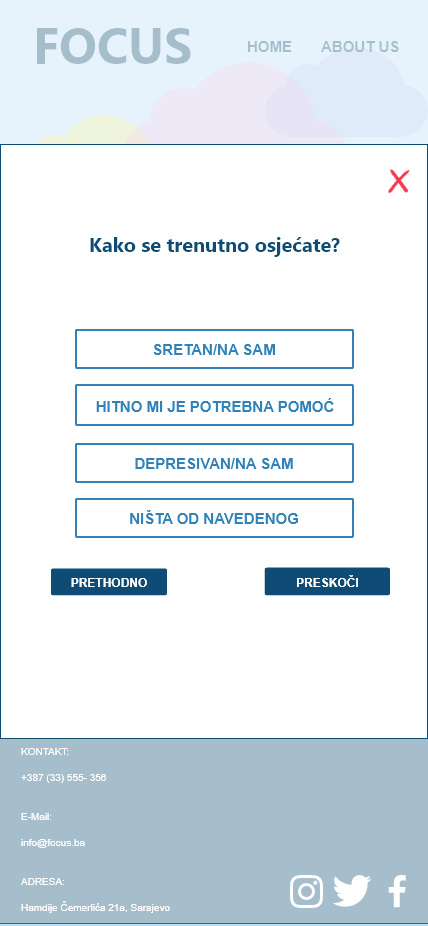 FOCUS
HOME ABOUT US
X
Kako se trenutno osjećate?
SRETAN/NA SAM
HITNO MI JE POTREBNA POMOĆ
DEPRESIVAN/NA SAM
NIŠTA OD NAVEDENOG
PRETHODNO PRESKOČI
KONTAKT:
+387 (33) 555- 356
E-Mail:
info@focus.ba
ADRESA:
Hamdije Čemerlića 21a, Sarajevo